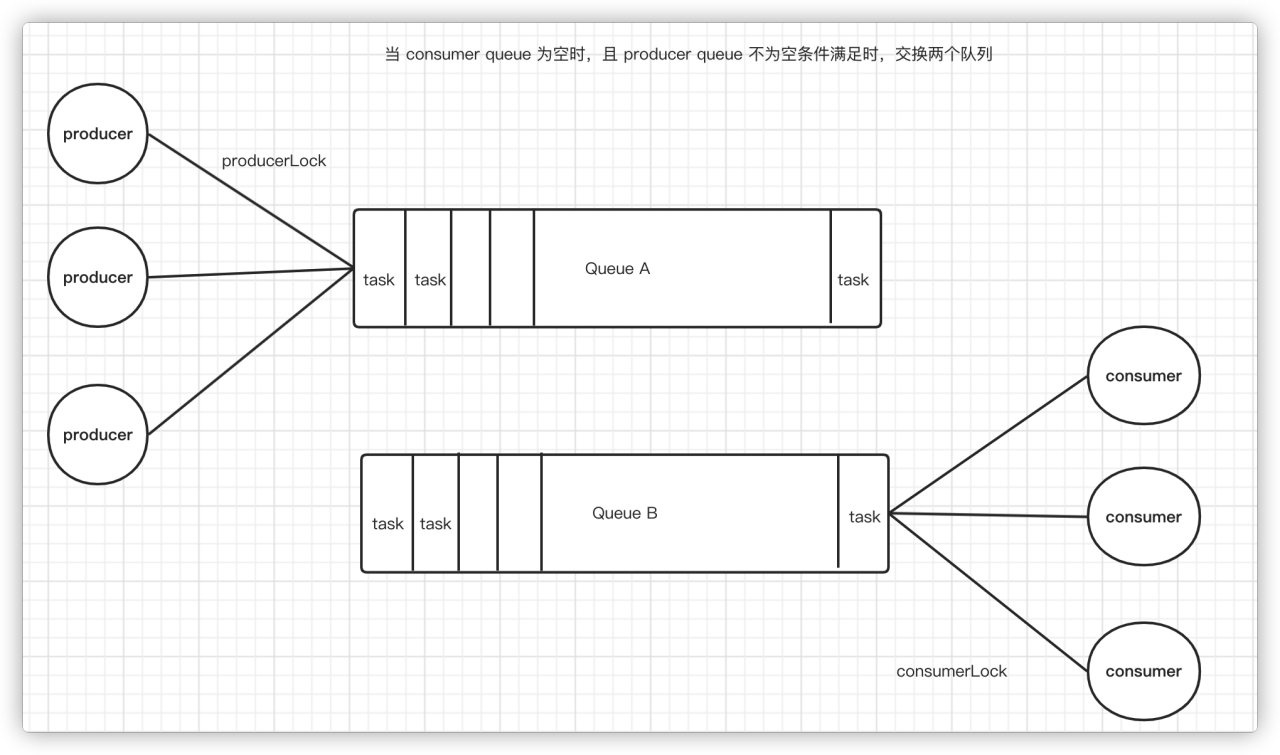 当 consumer queue 为空时，且 producer queue 不为空条件满足时，交换两个队列
producer
producerLock
producer
producer
task
task
Queue A
task
task
task
Queue B
task
consumer
consumer
consumer
consumerLock